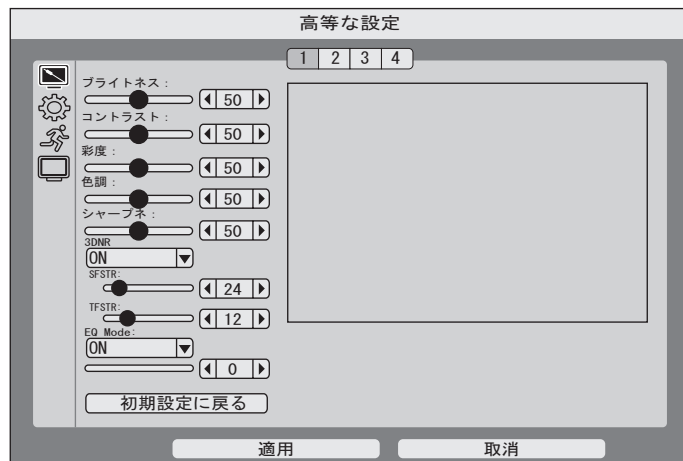 高等な設定
1 2 3 4
ブライトネス：
50
コントラスト：
50
彩度：
50
色調：
50
シャープネ：
50
3DNR
ON
SFSTR:
24
TFSTR:
12
EQ Mode:
ON
0
初期設定に戻る
適用 取消